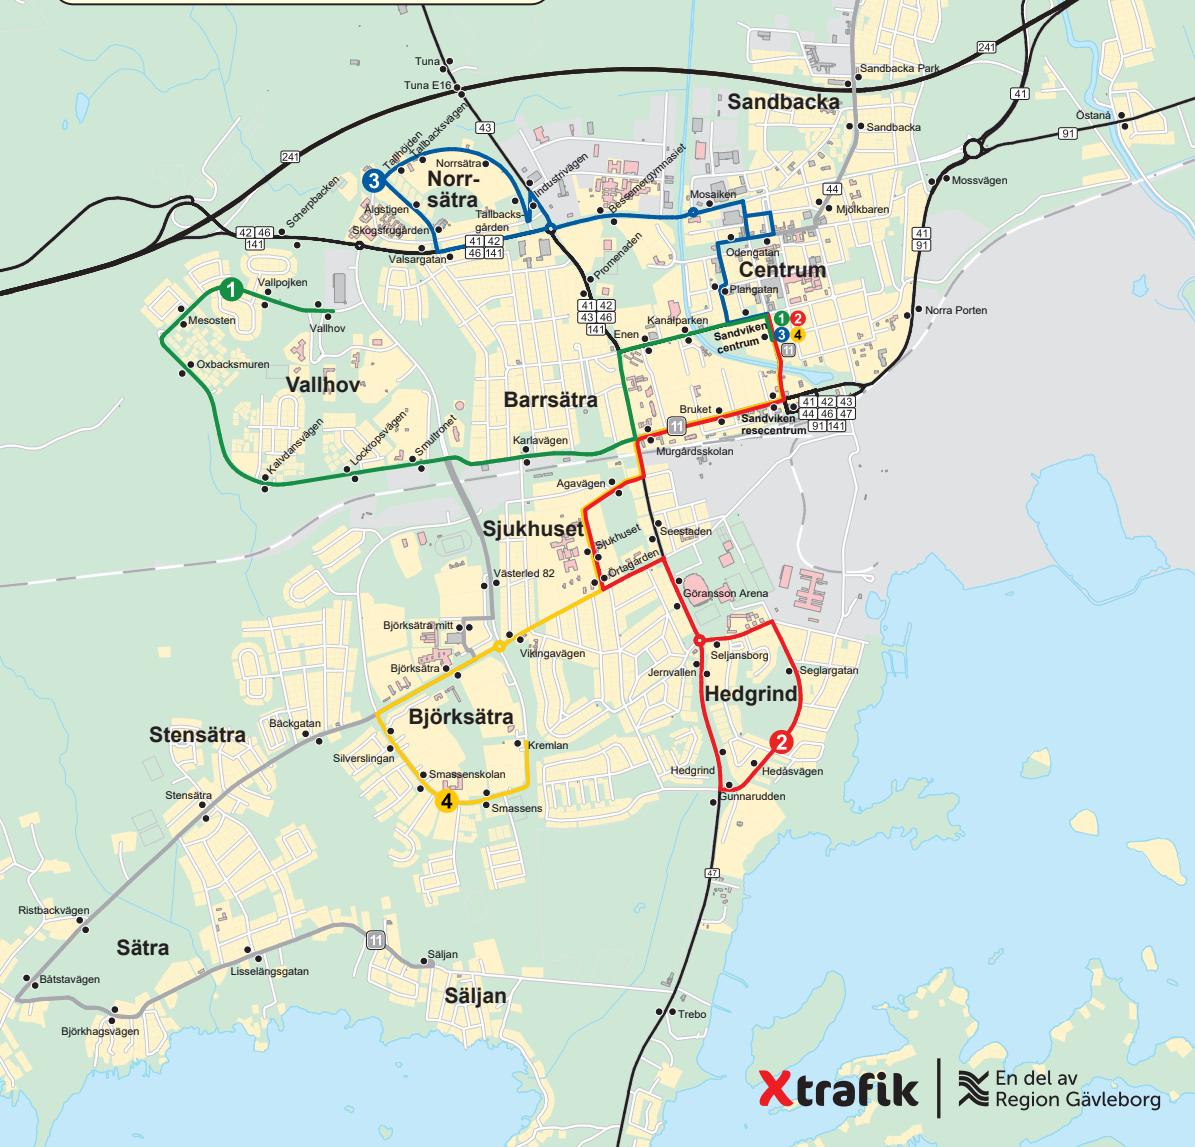 241
Tuna
Sandbacka Park
Tuna E16
41
Sandbacka
Östanå
43
Sandbacka
91
Tallhöjden
Tallbacksvägen
241
Norrsätra
Industrivägen
Bessemergymnasiet
3
Norr-
sätra
Mossvägen
44
Mosaiken
Mjölkbaren
Scherpbacken
Älgstigen
Tallbacks-
gården
Skogsfrugården
42 46
141
41 42
46 141
41
91
Valsargatan
Promenaden
Odengatan
Centrum
Vallpojken
1
Plangatan
41 42
43 46
141
Norra Porten
Mesosten
Vallhov
Kanalparken
Enen
Sandviken
centrum
1 2
3 4
11
Oxbacksmuren
Vallhov
Barrsätra
Bruket
11
41 42 43
44 46 47
91 141
Sandviken
resecentrum
Kalvdansvägen
Lockropsvägen
Smultronet
Karlavägen
Murgårdsskolan
Agavägen
Sjukhuset
Sjukhuset
Seestaden
Örtagården
Västerled 82
Göransson Arena
Björksätra mitt
Vikingavägen
Seljansborg
Björksätra
Jernvallen
Seglargatan
Hedgrind
Björksätra
Bäckgatan
Stensätra
Kremlan
2
Silverslingan
Hedgrind
Hedåsvägen
Smassenskolan
Stensätra
4
Smassens
Gunnarudden
47
Ristbackvägen
Sätra
11
Säljan
Lisselängsgatan
Båtstavägen
Säljan
Björkhagsvägen
Trebo
Xtrafik
En del av
Region Gävleborg